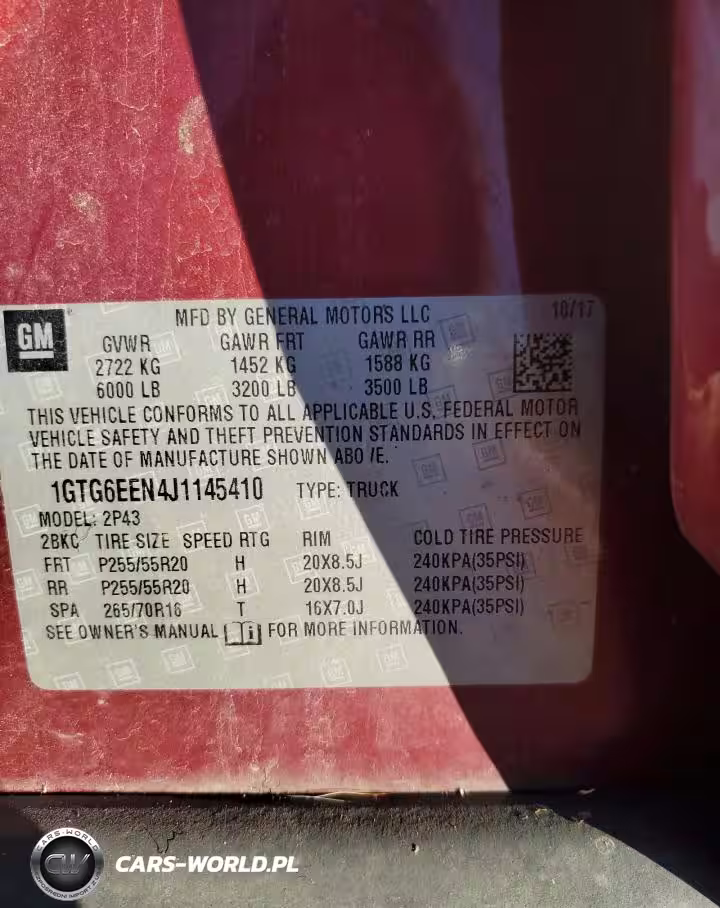 GM
MFD BY GENERAL MOTORS LLC 10/17
GVWR GAWR FRT GAWR RR
2722 KG 1452 KG 1588 KG
6000 LB 3200 LB 3500 LB
THIS VEHICLE CONFORMS TO ALL APPLICABLE U.S. FEDERAL MOTOR
VEHICLE SAFETY AND THEFT PREVENTION STANDARDS IN EFFECT ON
THE DATE OF MANUFACTURE SHOWN ABO /E.
1GTG6EEN4J1145410 TYPE: TRUCK
MODEL: 2P43
2BKC TIRE SIZE SPEED RTG RIM COLD TIRE PRESSURE
FRT P255/55R20 H 20X8.5J 240KPA(35PSI)
RR P255/55R20 H 20X8.5J 240KPA(35PSI)
SPA 265/70R16 T 16X7.0J 240KPA(35PSI)
SEE OWNER'S MANUAL i FOR MORE INFORMATION.
CARS-WORLD
CW
CARS-WORLD.PL